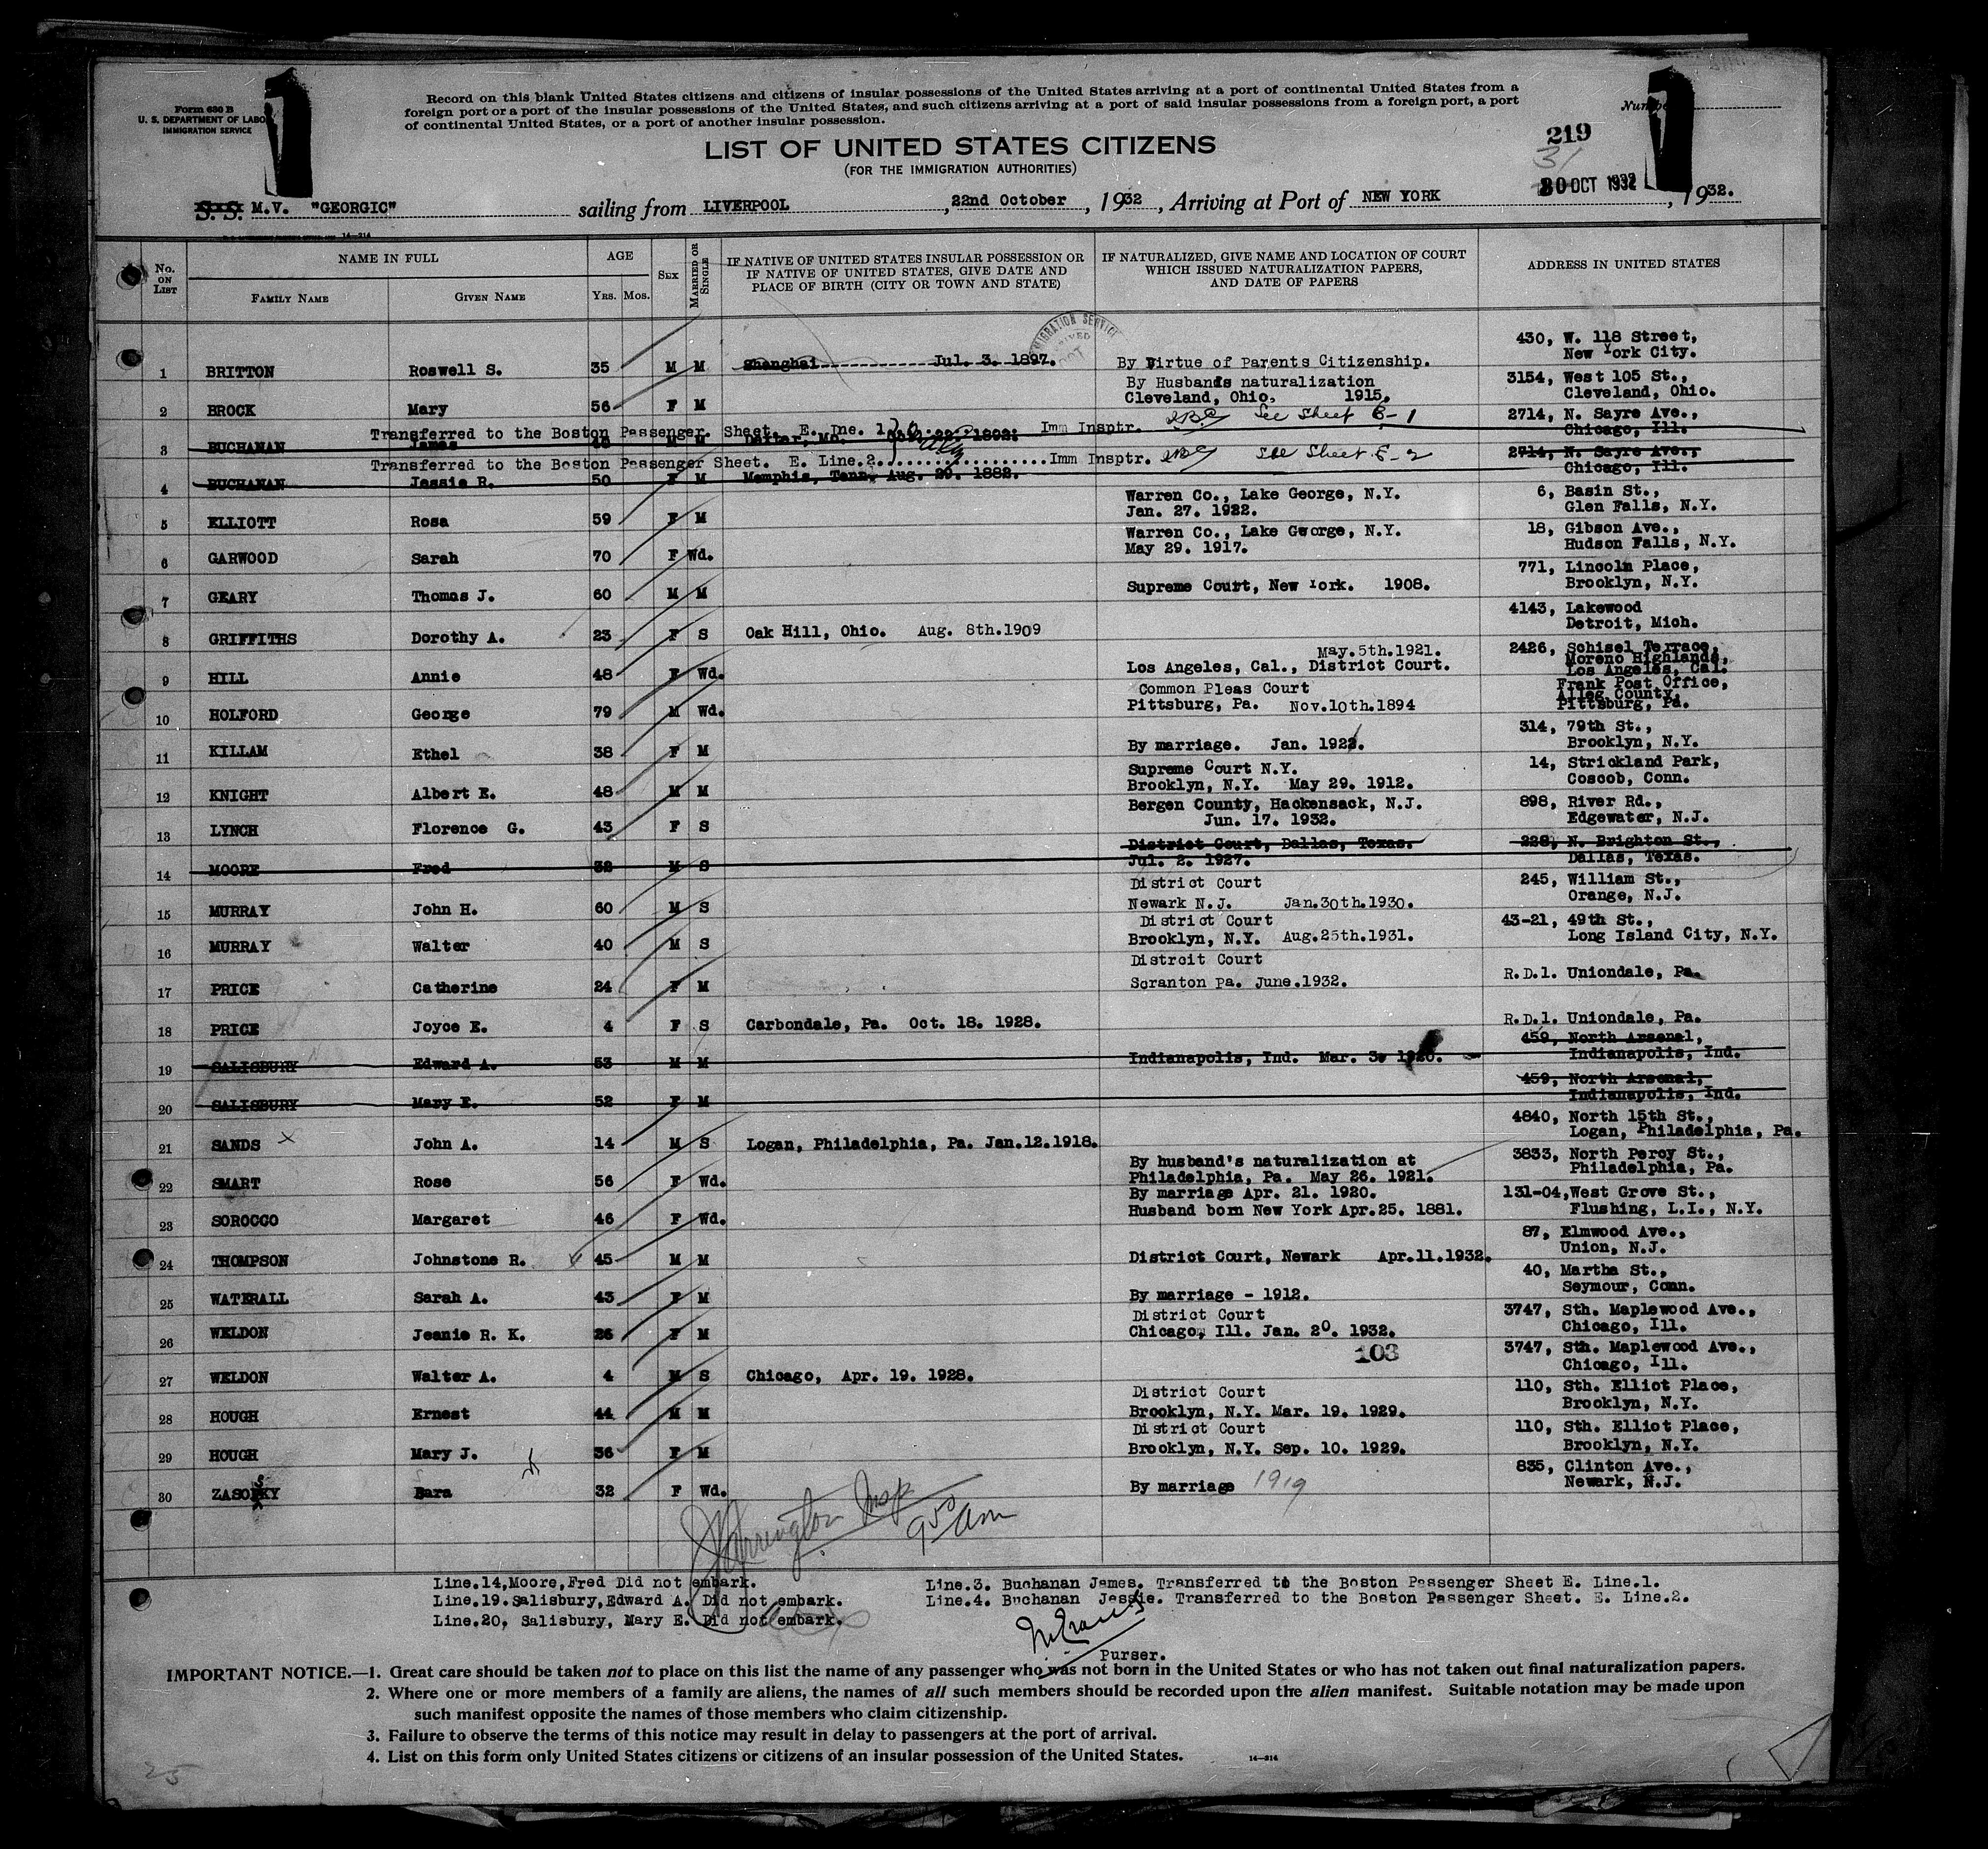 Form 630 B
U. S. DEPARTMENT OF LABO
IMMIGRATION SERVICE
Record on this blank United States citizens and citizens of insular possessions of the United States arriving at a port of continental United States from a
foreign port or a port of the insular possessions of the United States, and such citizens arriving at a port of said insular possessions from a foreign port, a port
of continental United States, or a port of another insular possession.
LIST OF UNITED STATES CITIZENS
(FOR THE IMMIGRATION AUTHORITIES)
219
31
30 OCT 1932
S. S. M.V. "GEORGIC" sailing from LIVERPOOL, 22nd October, 1932, Arriving at Port of NEW YORK, 1932.
14—214
No. ON LIST
NAME IN FULL
FAMILY NAME
GIVEN NAME
AGE
YRS. MOS.
SEX
MARRIED OR SINGLE
IF NATIVE OF UNITED STATES INSULAR POSSESSION OR
IF NATIVE OF UNITED STATES, GIVE DATE AND
PLACE OF BIRTH (CITY OR TOWN AND STATE)
IF NATURALIZED, GIVE NAME AND LOCATION OF COURT
WHICH ISSUED NATURALIZATION PAPERS,
AND DATE OF PAPERS
ADDRESS IN UNITED STATES
430, W. 118 Street,
New York City.
1 BRITTON Roswell S. 35 M M Shanghai Jul. 3. 1897. By Virtue of Parents Citizenship.
By Husbands naturalization 3154, West 105 St.,
2 BROCK Mary 56 F M Cleveland, Ohio. 1915. Cleveland, Ohio.
Transferred to the Boston Passenger Sheet. E. Line. 1 Imm Insptr. See Sheet E-1 2714, N. Sayre Ave.,
3 BUCHANAN James M M 1892. Chicago, Ill.
Transferred to the Boston Passenger Sheet. E. Line.2..................Imm Insptr. See Sheet E-2 2714, N. Sayre Ave.,
4 BUCHANAN Jessie R. 50 F M Memphis, Tenn. Aug. 29. 1882. Chicago, Ill.
Warren Co., Lake George, N.Y. 6, Basin St.,
5 ELLIOTT Rosa 59 F M Jan. 27. 1922. Glen Falls, N.Y.
Warren Co., Lake Gworge, N.Y. 18, Gibson Ave.,
6 GARWOOD Sarah 70 F Wd. May 29. 1917. Hudson Falls, N.Y.
771, Lincoln Place,
7 GEARY Thomas J. 60 M M Supreme Court, New York. 1908. Brooklyn, N.Y.
4143, Lakewood
8 GRIFFITHS Dorothy A. 23 F S Oak Hill, Ohio. Aug. 8th.1909 Detroit, Mich.
May.5th.1921. 2426, Schisel Terrace,
Moreno Highlands,
9 HILL Annie 48 F Wd. Los Angeles, Cal., District Court. Los Angeles, Cal.
Common Pleas Court Frank Post Office,
Alleg County,
10 HOLFORD George 79 M Wd. Pittsburg, Pa. Nov.10th.1894 Pittsburg, Pa.
314, 79th St.,
11 KILLAM Ethel 38 F M By marriage. Jan. 1922. Brooklyn, N.Y.
Supreme Court N.Y. 14, Strickland Park,
12 KNIGHT Albert E. 48 M M Brooklyn, N.Y. May 29. 1912. Coscob, Conn.
Bergen County, Hackensack, N.J. 898, River Rd.,
13 LYNCH Florence G. 43 F S Jun. 17. 1932. Edgewater, N.J.
District Court, Dallas, Texas. 228, N. Brighton St.,
14 MOORE Fred 32 M S Jul. 2. 1927. Dallas, Texas.
District Court 245, William St.,
15 MURRAY John H. 60 M S Newark N.J. Jan.30th.1930. Orange, N.J.
District Court 43-21, 49th St.,
16 MURRAY Walter 40 M S Brooklyn, N.Y. Aug.25th.1931. Long Island City, N.Y.
Distroit Court
17 PRICE Catherine 24 F M Scranton pa. June.1932. R.D.1. Uniondale, Pa.
18 PRICE Joyce E. 4 F S Carbondale, Pa. Oct. 18. 1928. R.D.1. Uniondale, Pa.
459, North Arsenal,
19 SALISBURY Edward A. 53 M M Indianapolis, Ind. Mar. 3. 1920. Indianapolis, Ind.
459, North Arsenal,
20 SALISBURY Mary E. 52 F M Indianapolis, Ind.
4840, North 15th St.,
21 SANDS John A. 14 M S Logan, Philadelphia, Pa. Jan.12.1918. Logan, Philadelphia, Pa.
By husband's naturalization at 3833, North Percy St.,
22 SMART Rose 56 F Wd. Philadelphia, Pa. May 26. 1921. Philadelphia, Pa.
By marriage Apr. 21. 1920. 131-04,West Grove St.,
23 SOROCCO Margaret 46 F Wd. Husband born New York Apr.25. 1881. Flushing, L.I., N.Y.
87, Elmwood Ave.,
24 THOMPSON Johnstone R. 45 M M District Court, Newark Apr.11.1932. Union, N.J.
40, Martha St.,
25 WATERALL Sarah A. 43 F M By marriage - 1912. Seymour, Conn.
District Court 3747, Sth. Maplewood Ave.,
26 WELDON Jeanie R. K. 26 F M Chicago, Ill. Jan. 20. 1932. Chicago, Ill.
103 3747, Sth. Maplewood Ave.,
27 WELDON Walter A. 4 M S Chicago, Apr. 19. 1928. Chicago, Ill.
District Court 110, Sth. Elliot Place,
28 HOUGH Ernest 44 M M Brooklyn, N.Y. Mar. 19. 1929. Brooklyn, N.Y.
District Court 110, Sth. Elliot Place,
29 HOUGH Mary J. 36 F M Brooklyn, N.Y. Sep. 10. 1929. Brooklyn, N.Y.
835, Clinton Ave.,
30 ZASOSKY Sara 32 F Wd. By marriage 1919 Newark, N.J.
Harrington Insp
9 50 am
Line.14,Moore,Fred Did not embark.
Line.19.Salisbury,Edward A. Did not embark.
Line.20, Salisbury, Mary E. Did not embark.
Line.3. Buchanan James. Transferred to the Boston Passenger Sheet E. Line.1.
Line.4. Buchanan Jessie. Transferred to the Boston Passenger Sheet. E. Line.2.
Purser.
IMPORTANT NOTICE.—1. Great care should be taken not to place on this list the name of any passenger who was not born in the United States or who has not taken out final naturalization papers.
2. Where one or more members of a family are aliens, the names of all such members should be recorded upon the alien manifest. Suitable notation may be made upon
such manifest opposite the names of those members who claim citizenship.
3. Failure to observe the terms of this notice may result in delay to passengers at the port of arrival.
4. List on this form only United States citizens or citizens of an insular possession of the United States.
14—214
25